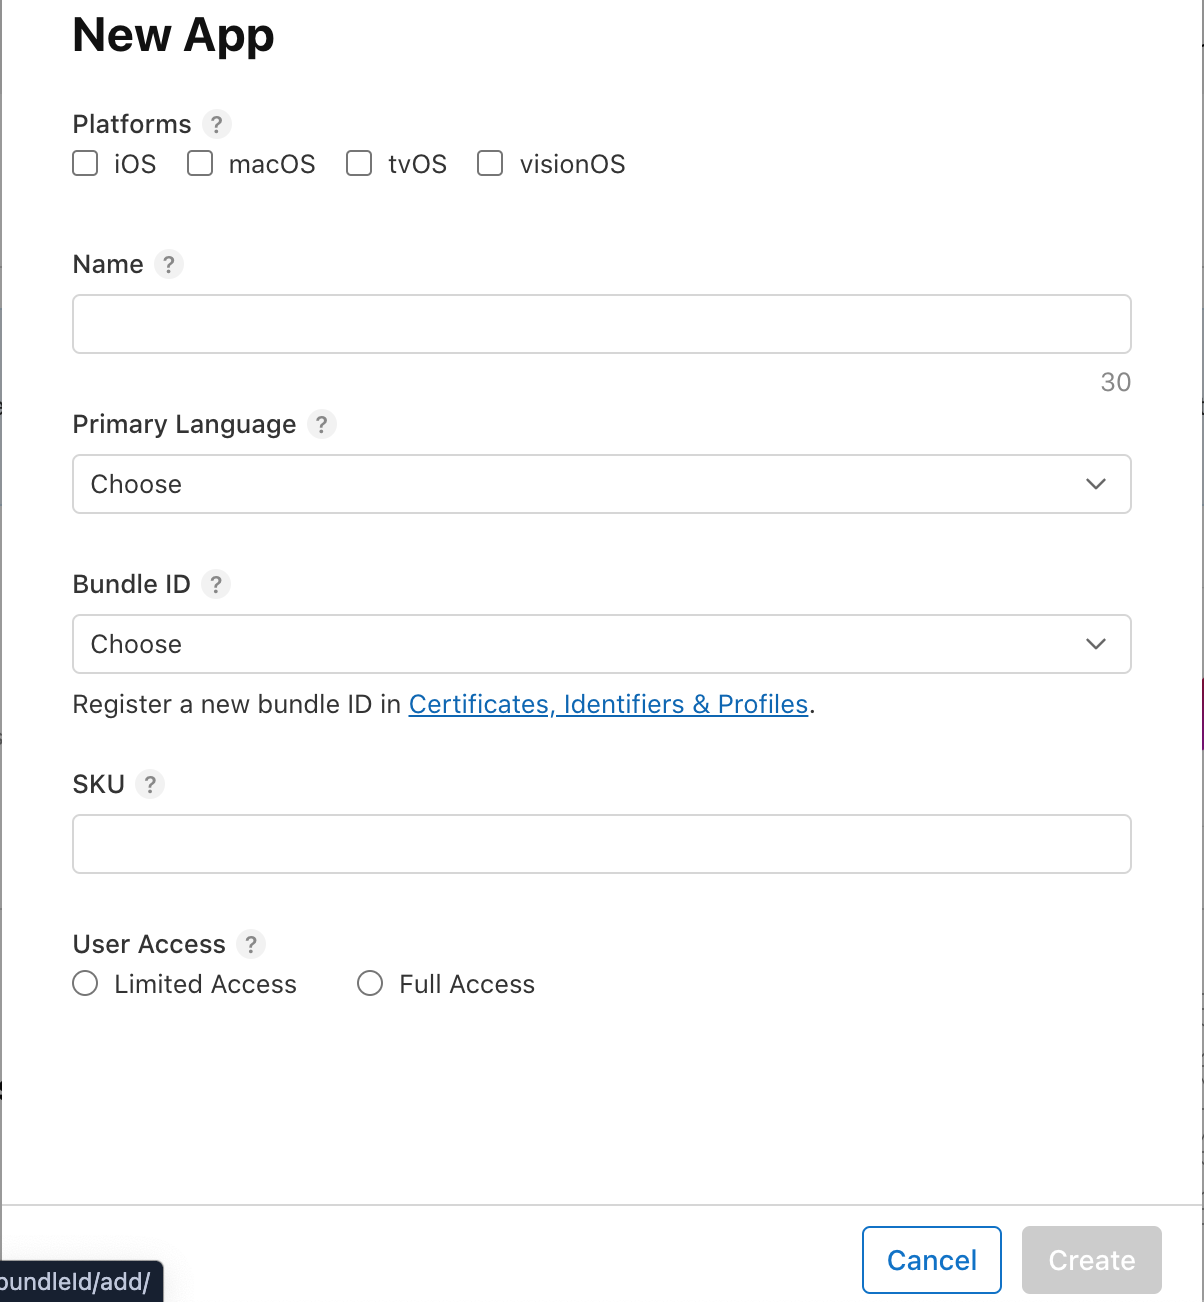 New App
Platforms ?
iOS macOS tvOS visionOS
Name ?
30
Primary Language ?
Choose
Bundle ID ?
Choose
Register a new bundle ID in Certificates, Identifiers & Profiles.
SKU ?
User Access ?
Limited Access Full Access
Cancel Create
bundleId/add/